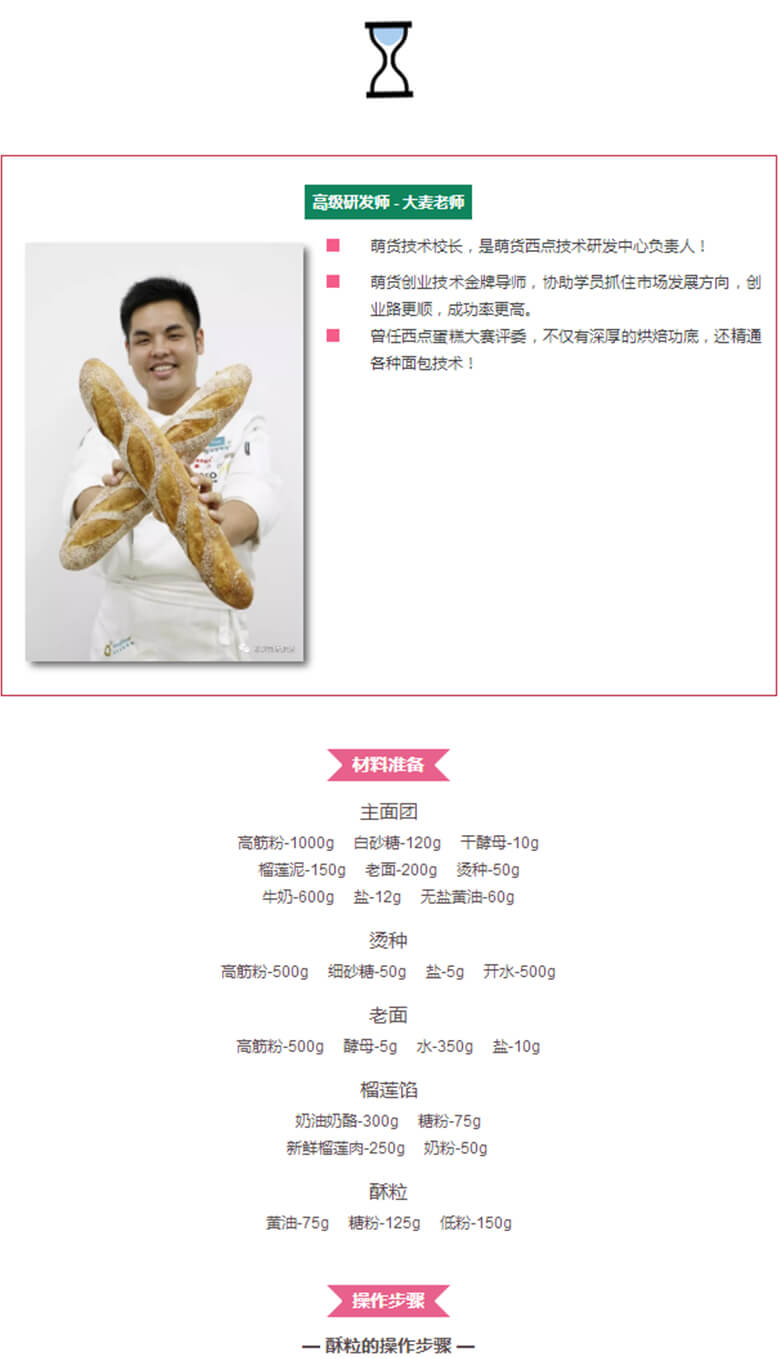 高级研发师 - 大麦老师
萌货技术校长，是萌货西点技术研发中心负责人！
萌货创业技术金牌导师，协助学员抓住市场发展方向，创
业路更顺，成功率更高。
曾任西点蛋糕大赛评委，不仅有深厚的烘焙功底，还精通
各种面包技术！
材料准备
主面团
高筋粉-1000g 白砂糖-120g 干酵母-10g
榴莲泥-150g 老面-200g 烫种-50g
牛奶-600g 盐-12g 无盐黄油-60g
烫种
高筋粉-500g 细砂糖-50g 盐-5g 开水-500g
老面
高筋粉-500g 酵母-5g 水-350g 盐-10g
榴莲馅
奶油奶酪-300g 糖粉-75g
新鲜榴莲肉-250g 奶粉-50g
酥粒
黄油-75g 糖粉-125g 低粉-150g
操作步骤
— 酥粒的操作步骤 —